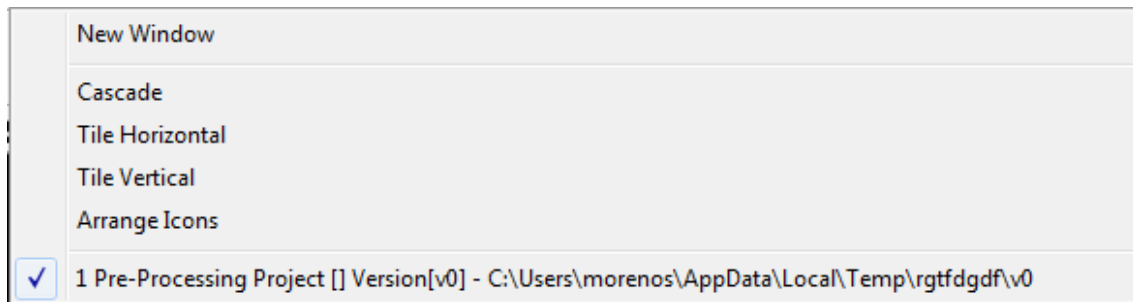 New Window
Cascade
Tile Horizontal
Tile Vertical
Arrange Icons
1 Pre-Processing Project [] Version[v0] - C:\Users\morenos\AppData\Local\Temp\rgtfdgdf\v0